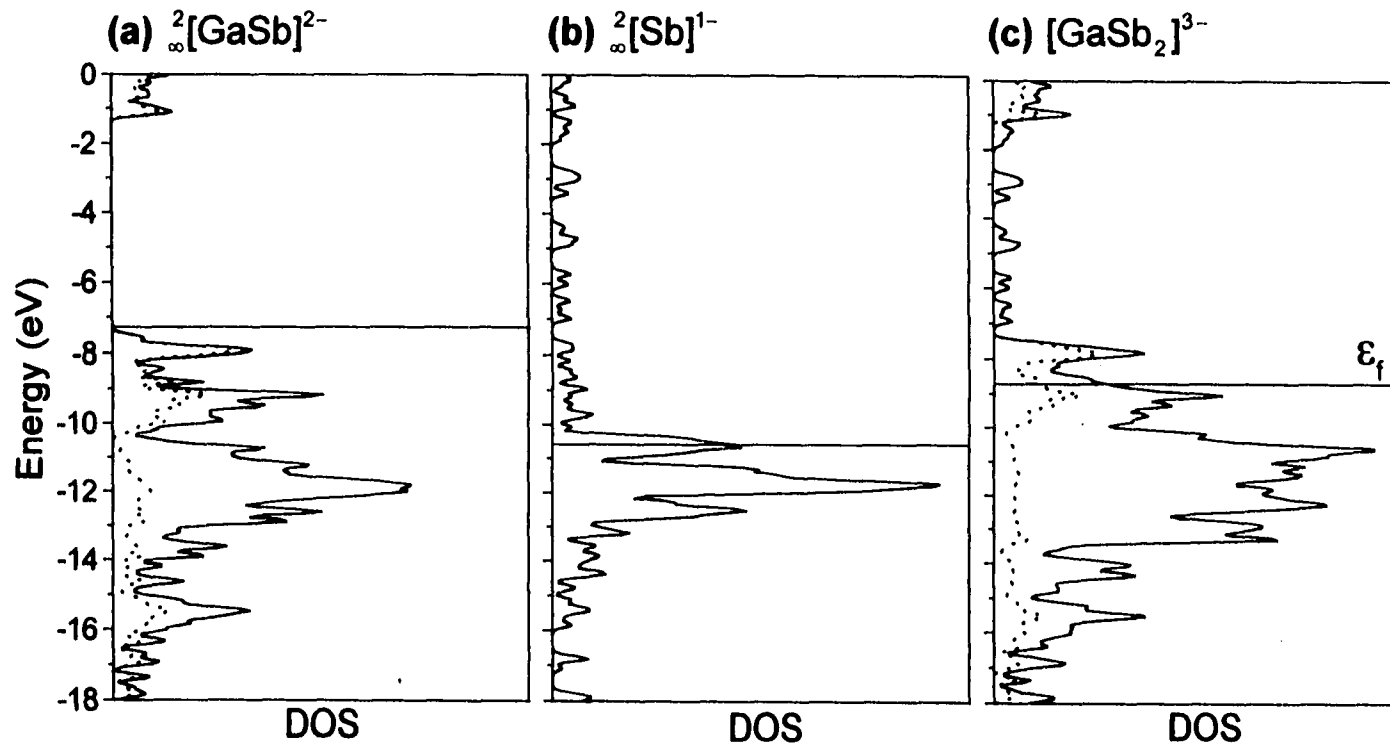 (a) ²∞[GaSb]²⁻
(b) ²∞[Sb]¹⁻
(c) [GaSb₂]³⁻
Energy (eV)
0
-2
-4
-6
-8
-10
-12
-14
-16
-18
εf
DOS
DOS
DOS